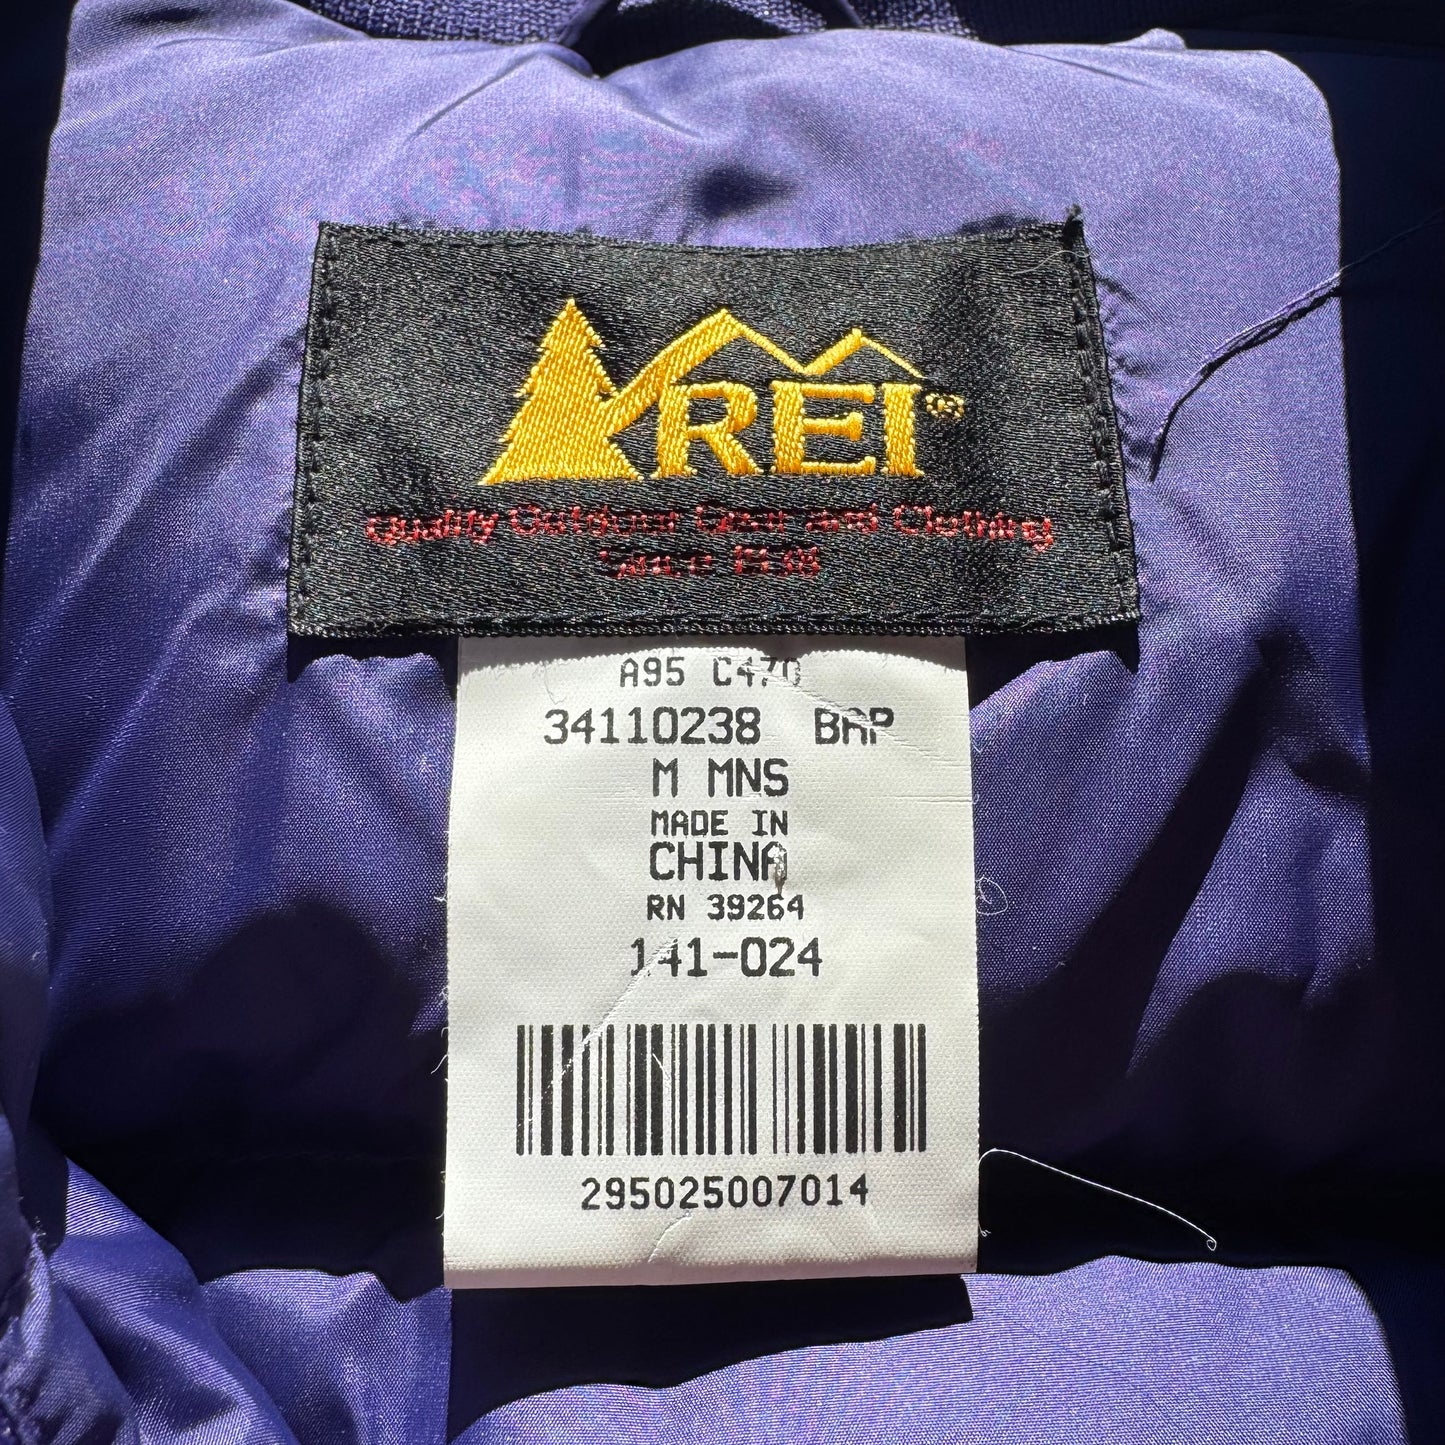 REI®
Quality Outdoor Gear and Clothing
Since 1938
A95 C470
34110238 BAP
M MNS
MADE IN
CHINA
RN 39264
141-024
295025007014